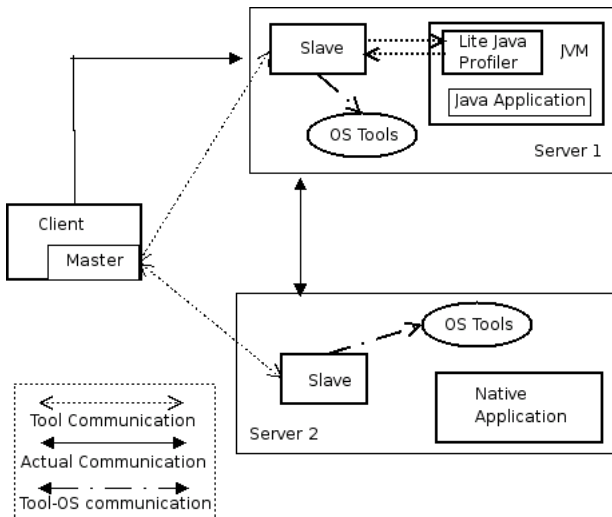 Slave
Lite Java
Profiler
JVM
Java Application
OS Tools
Server 1
Client
Master
OS Tools
Slave
Native
Application
Server 2
Tool Communication
Actual Communication
Tool-OS communication